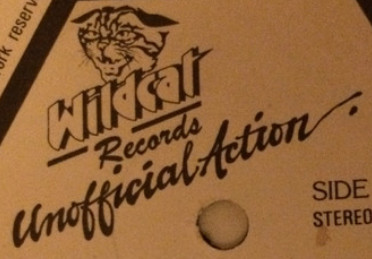 ork reserv
Wildcat
Records
Unofficial Action
SIDE
STEREO